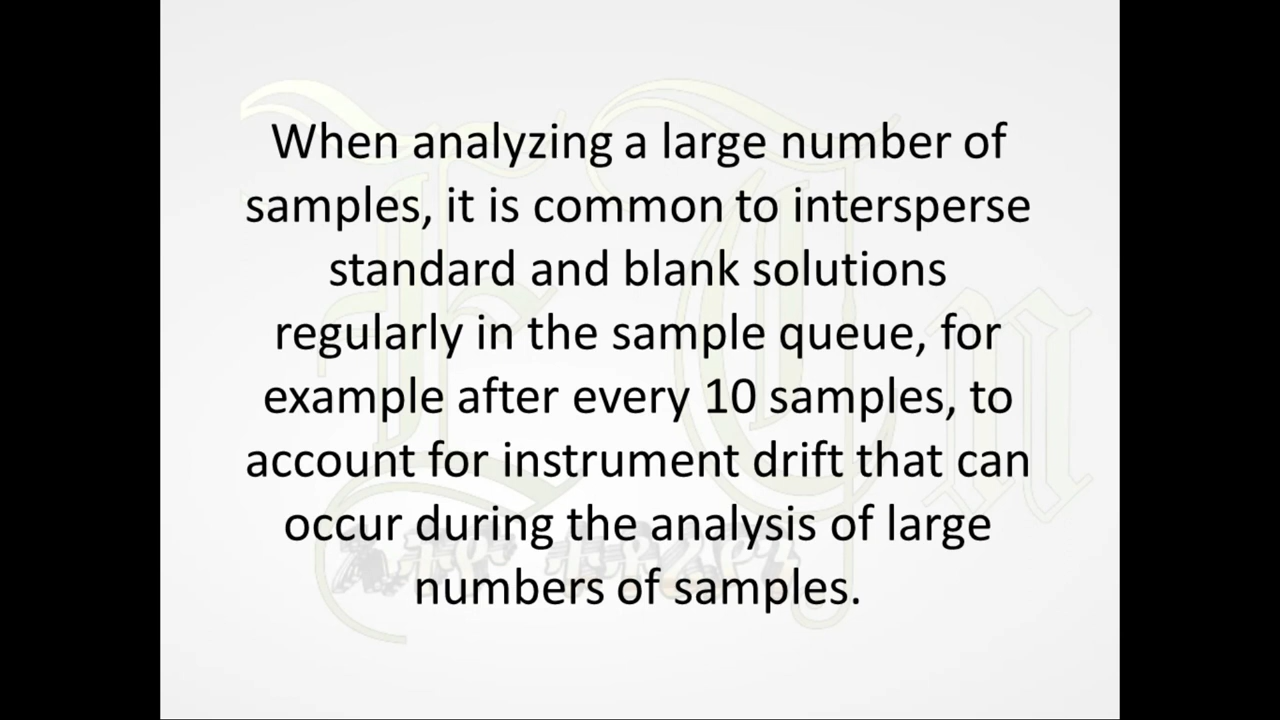 When analyzing a large number of
samples, it is common to intersperse
standard and blank solutions
regularly in the sample queue, for
example after every 10 samples, to
account for instrument drift that can
occur during the analysis of large
numbers of samples.